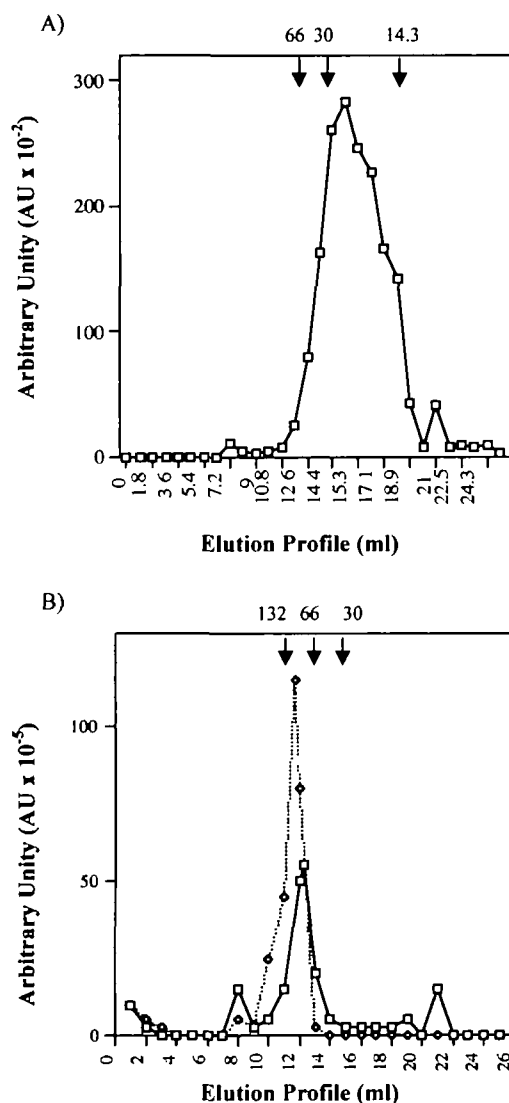 A)
66 30 14.3
300
200
100
0
Arbitrary Unity (AU x 10-2)
0 1.8 3.6 5.4 7.2 9 10.8 12.6 14.4 15.3 17.1 18.9 21 22.5 24.3
Elution Profile (ml)
B)
132 66 30
100
50
0
Arbitrary Unity (AU x 10-5)
0 2 4 6 8 10 12 14 16 18 20 22 24 26
Elution Profile (ml)